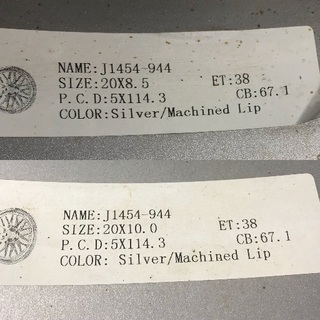 NAME:J1454-944
SIZE:20X8.5 ET:38
P.C.D:5X114.3 CB:67.1
COLOR:Silver/Machined Lip
NAME:J1454-944
SIZE:20X10.0 ET:38
P.C.D:5X114.3 CB:67.1
COLOR: Silver/Machined Lip